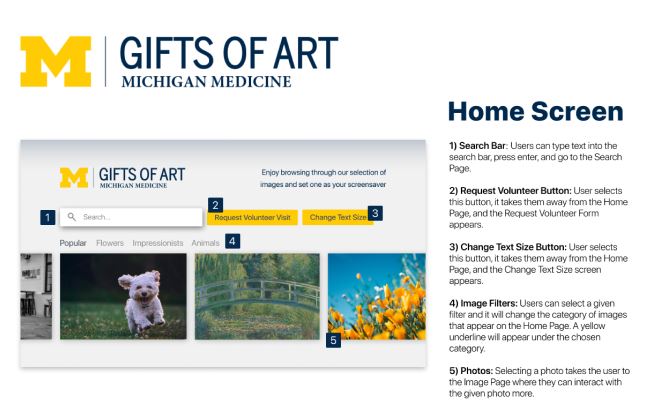 M
GIFTS OF ART
MICHIGAN MEDICINE
Home Screen
M
GIFTS OF ART
MICHIGAN MEDICINE
Enjoy browsing through our selection of
images and set one as your screensaver
1
Search...
2
Request Volunteer Visit
Change Text Size
3
Popular Flowers Impressionists Animals
4
5
1) Search Bar: Users can type text into the
search bar, press enter, and go to the Search
Page.
2) Request Volunteer Button: User selects
this button, it takes them away from the Home
Page, and the Request Volunteer Form
appears.
3) Change Text Size Button: User selects
this button, it takes them away from the Home
Page, and the Change Text Size screen
appears.
4) Image Filters: Users can select a given
filter and it will change the category of images
that appear on the Home Page. A yellow
underline will appear under the chosen
category.
5) Photos: Selecting a photo takes the user to
the Image Page where they can interact with
the given photo more.